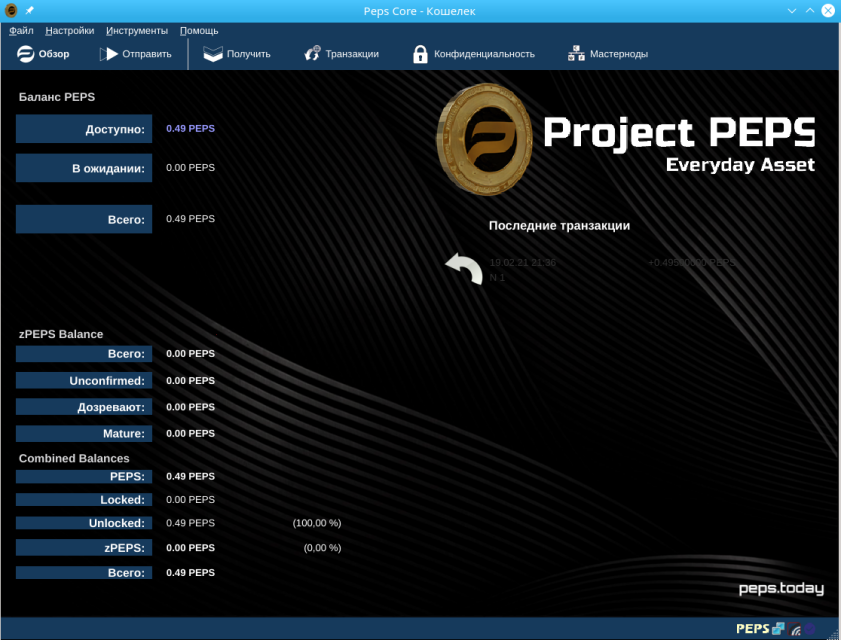 Peps Core - Кошелек
Файл Настройки Инструменты Помощь
Обзор Отправить Получить Транзакции Конфиденциальность Мастерноды
Баланс PEPS
Доступно: 0.49 PEPS
В ожидании: 0.00 PEPS
Всего: 0.49 PEPS
Project PEPS
Everyday Asset
Последние транзакции
19.02.21 21:36 +0.49500000 PEPS
N 1
zPEPS Balance
Всего: 0.00 PEPS
Unconfirmed: 0.00 PEPS
Дозревают: 0.00 PEPS
Mature: 0.00 PEPS
Combined Balances
PEPS: 0.49 PEPS
Locked: 0.00 PEPS
Unlocked: 0.49 PEPS (100,00 %)
zPEPS: 0.00 PEPS (0,00 %)
Всего: 0.49 PEPS
peps.today
PEPS